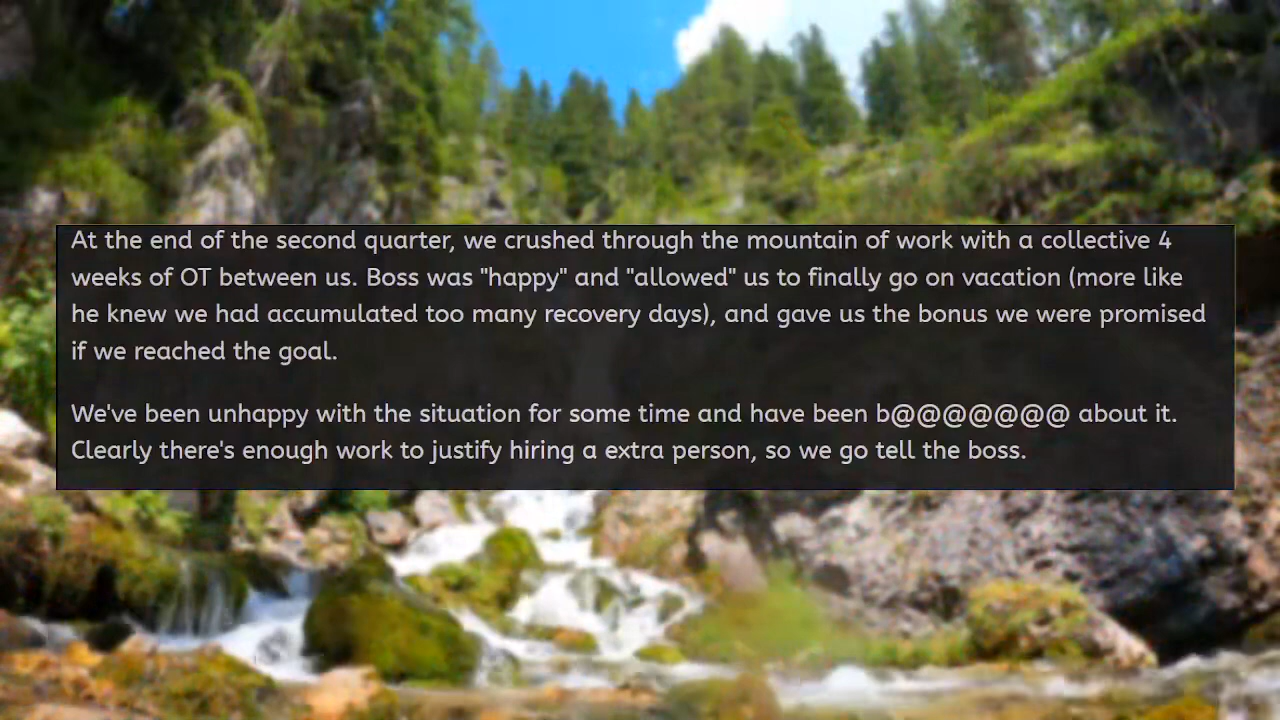 At the end of the second quarter, we crushed through the mountain of work with a collective 4
weeks of OT between us. Boss was "happy" and "allowed" us to finally go on vacation (more like
he knew we had accumulated too many recovery days), and gave us the bonus we were promised
if we reached the goal.
We've been unhappy with the situation for some time and have been b@@@@@@@ about it.
Clearly there's enough work to justify hiring a extra person, so we go tell the boss.